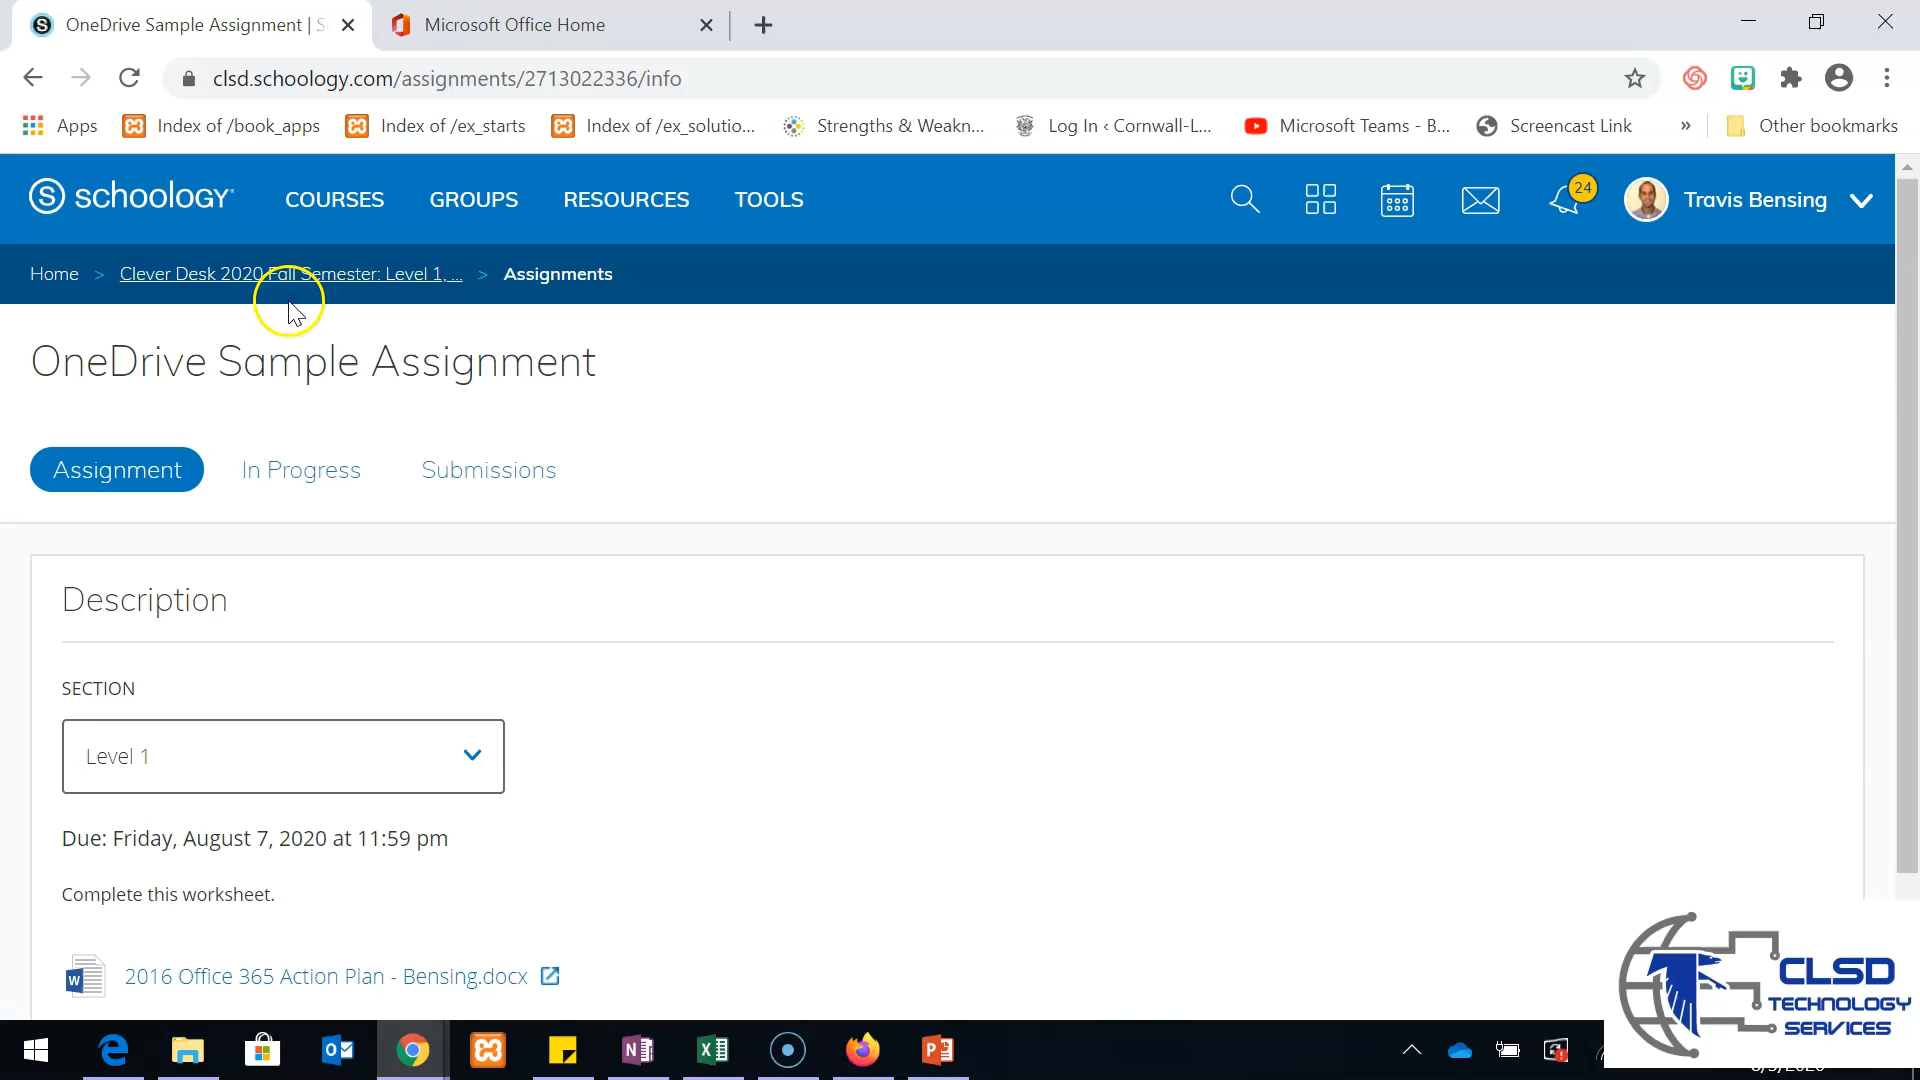 OneDrive Sample Assignment | S
Microsoft Office Home
clsd.schoology.com/assignments/2713022336/info
Apps
Index of /book_apps
Index of /ex_starts
Index of /ex_solutio...
Strengths & Weakn...
Log In ‹ Cornwall-L...
Microsoft Teams - B...
Screencast Link
»
Other bookmarks
S schoology
COURSES
GROUPS
RESOURCES
TOOLS
24
Travis Bensing
Home > Clever Desk 2020 Fall Semester: Level 1, ... > Assignments
OneDrive Sample Assignment
Assignment
In Progress
Submissions
Description
SECTION
Level 1
Due: Friday, August 7, 2020 at 11:59 pm
Complete this worksheet.
2016 Office 365 Action Plan - Bensing.docx
CLSD
TECHNOLOGY
SERVICES